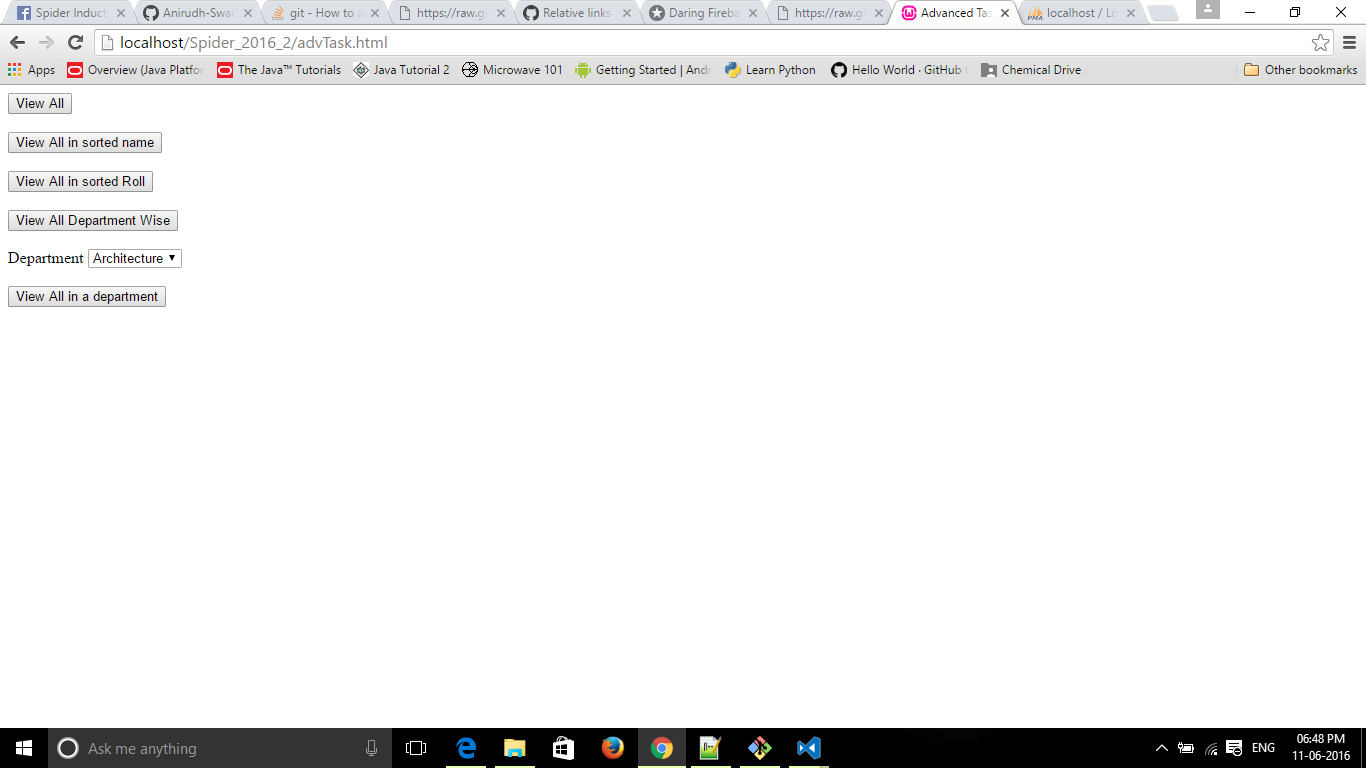 Spider Induct Anirudh-Swa git - How to a https://raw.g Relative links Daring Fireba https://raw.g Advanced Tas localhost / Lo
localhost/Spider_2016_2/advTask.html
Apps Overview (Java Platfor The Java™ Tutorials Java Tutorial 2 Microwave 101 Getting Started | Andr Learn Python Hello World · GitHub Chemical Drive Other bookmarks
View All
View All in sorted name
View All in sorted Roll
View All Department Wise
Department Architecture
View All in a department
Ask me anything ENG 06:48 PM
11-06-2016